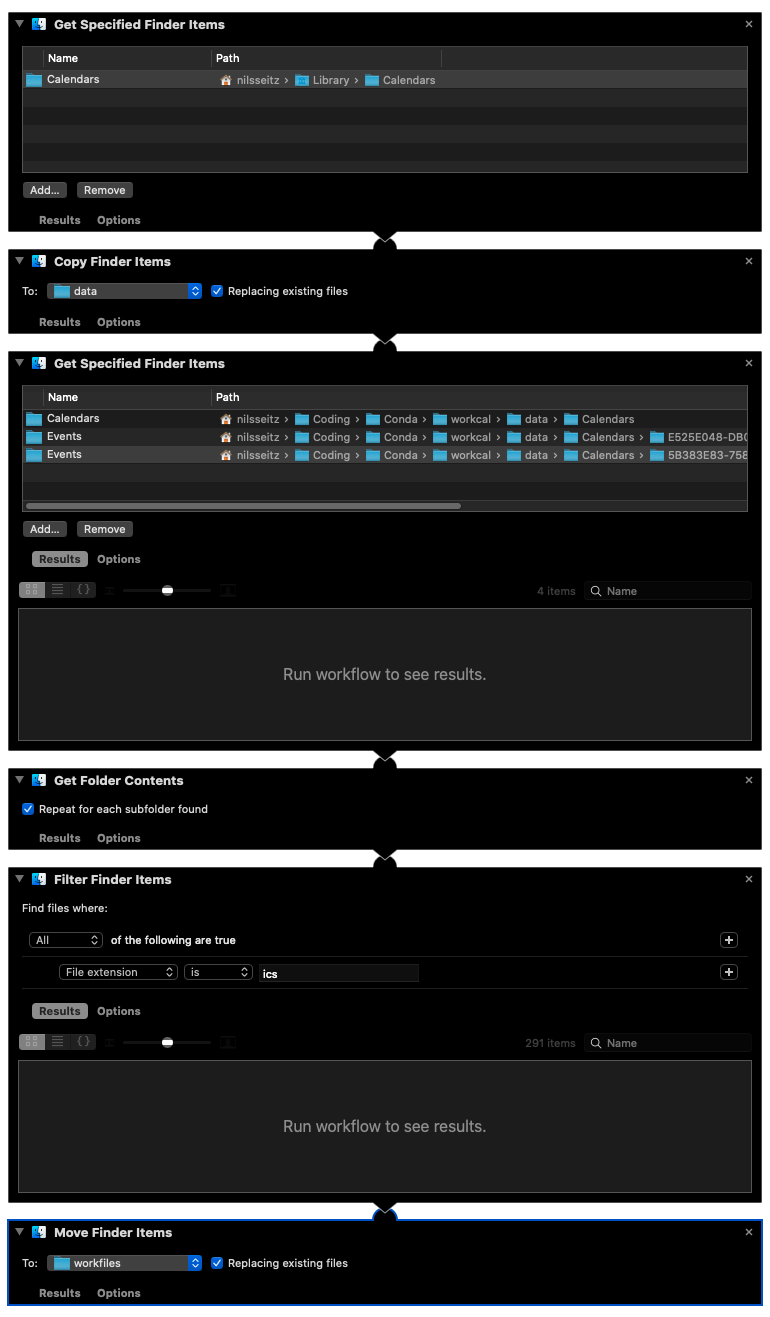 Get Specified Finder Items
Name Path
Calendars nilsseitz › Library › Calendars
Add... Remove
Results Options
Copy Finder Items
To: data Replacing existing files
Results Options
Get Specified Finder Items
Name Path
Calendars nilsseitz › Coding › Conda › workcal › data › Calendars
Events nilsseitz › Coding › Conda › workcal › data › Calendars › E525E048-DB0
Events nilsseitz › Coding › Conda › workcal › data › Calendars › 5B383E83-758
Add... Remove
Results Options
4 items Name
Run workflow to see results.
Get Folder Contents
Repeat for each subfolder found
Results Options
Filter Finder Items
Find files where:
All of the following are true
File extension is ics
Results Options
291 items Name
Run workflow to see results.
Move Finder Items
To: workfiles Replacing existing files
Results Options